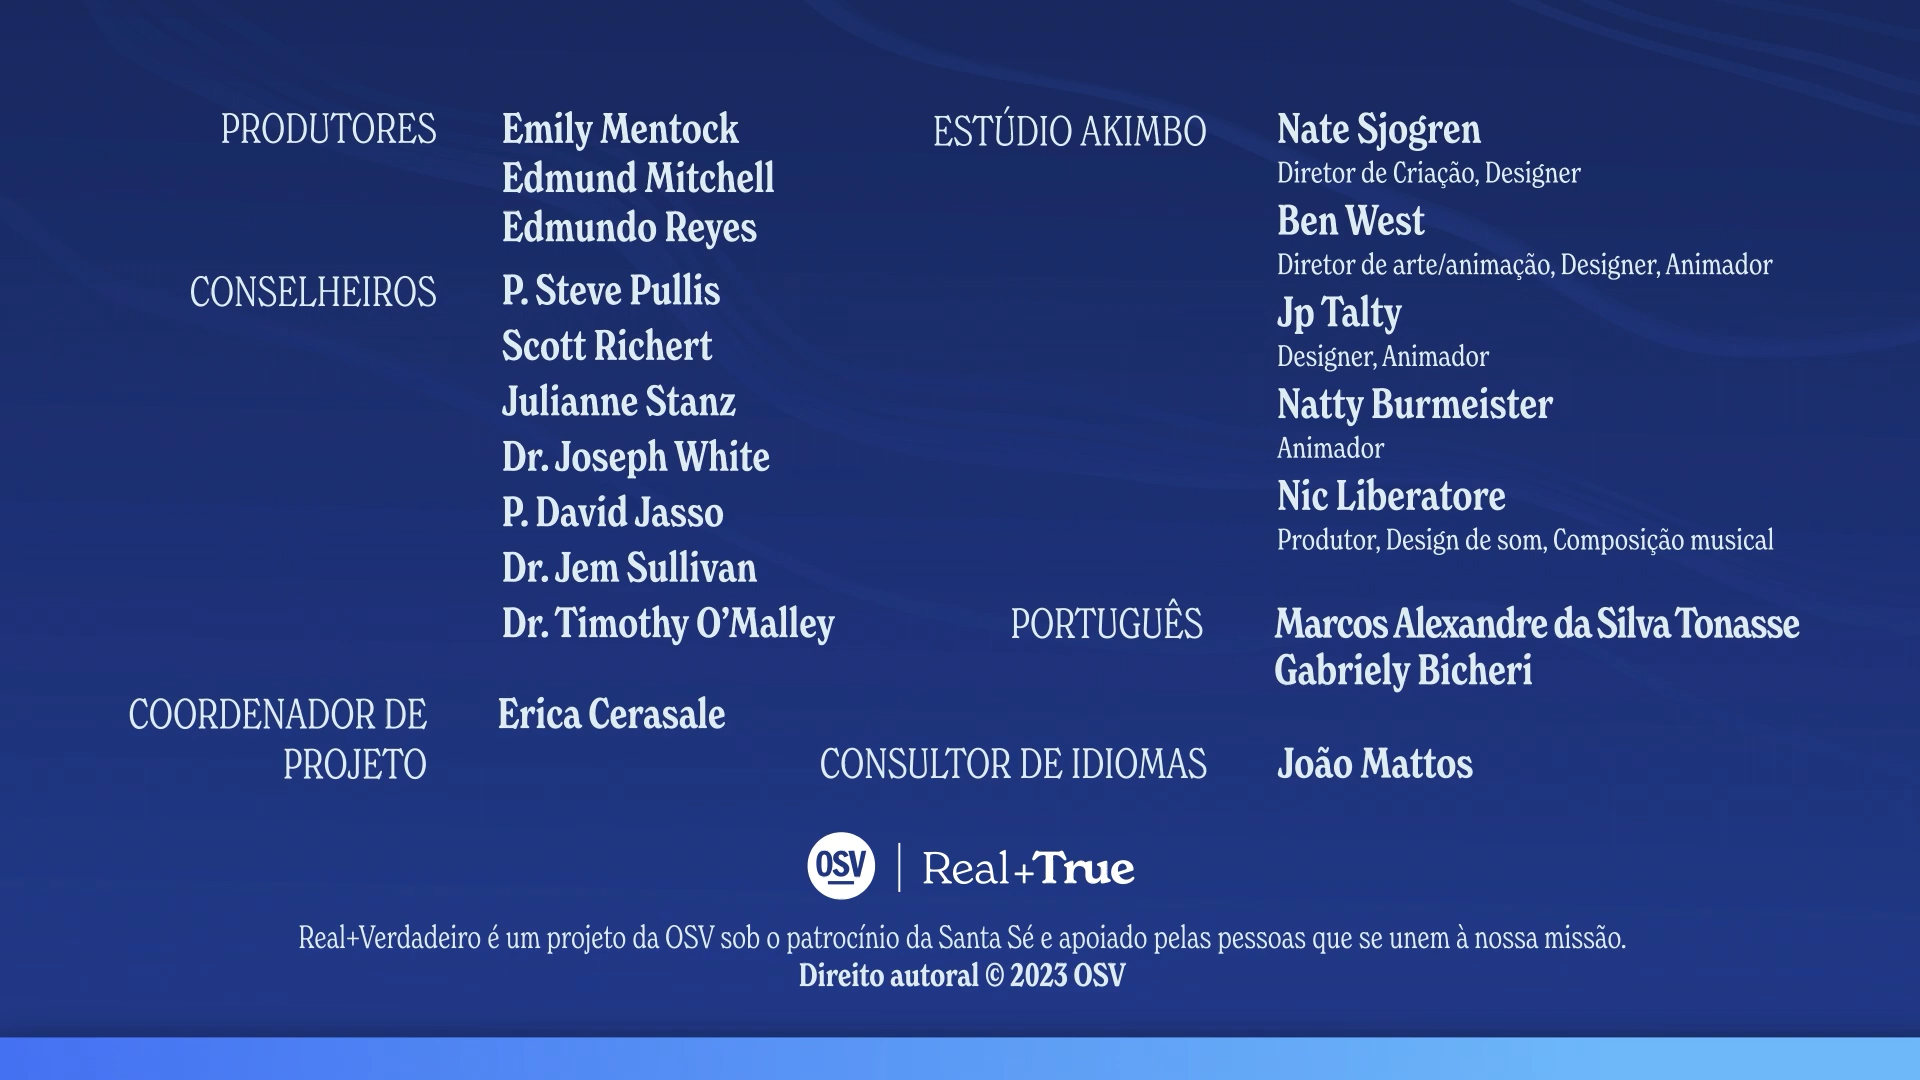 PRODUTORES
Emily Mentock
Edmund Mitchell
Edmundo Reyes
CONSELHEIROS
P. Steve Pullis
Scott Richert
Julianne Stanz
Dr. Joseph White
P. David Jasso
Dr. Jem Sullivan
Dr. Timothy O’Malley
COORDENADOR DE
PROJETO
Erica Cerasale
ESTÚDIO AKIMBO
Nate Sjogren
Diretor de Criação, Designer
Ben West
Diretor de arte/animação, Designer, Animador
Jp Talty
Designer, Animador
Natty Burmeister
Animador
Nic Liberatore
Produtor, Design de som, Composição musical
PORTUGUÊS
Marcos Alexandre da Silva Tonasse
Gabriely Bicheri
CONSULTOR DE IDIOMAS
João Mattos
OSV | Real+True
Real+Verdadeiro é um projeto da OSV sob o patrocínio da Santa Sé e apoiado pelas pessoas que se unem à nossa missão.
Direito autoral © 2023 OSV